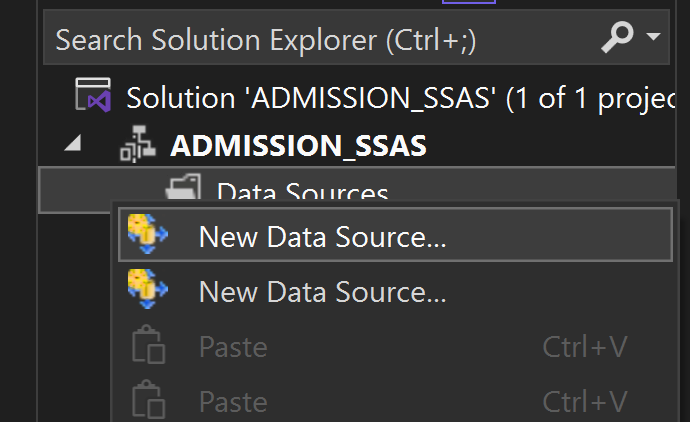 Search Solution Explorer (Ctrl+;)
Solution 'ADMISSION_SSAS' (1 of 1 projec
ADMISSION_SSAS
Data Sources
New Data Source...
New Data Source...
Paste Ctrl+V
Paste Ctrl+V